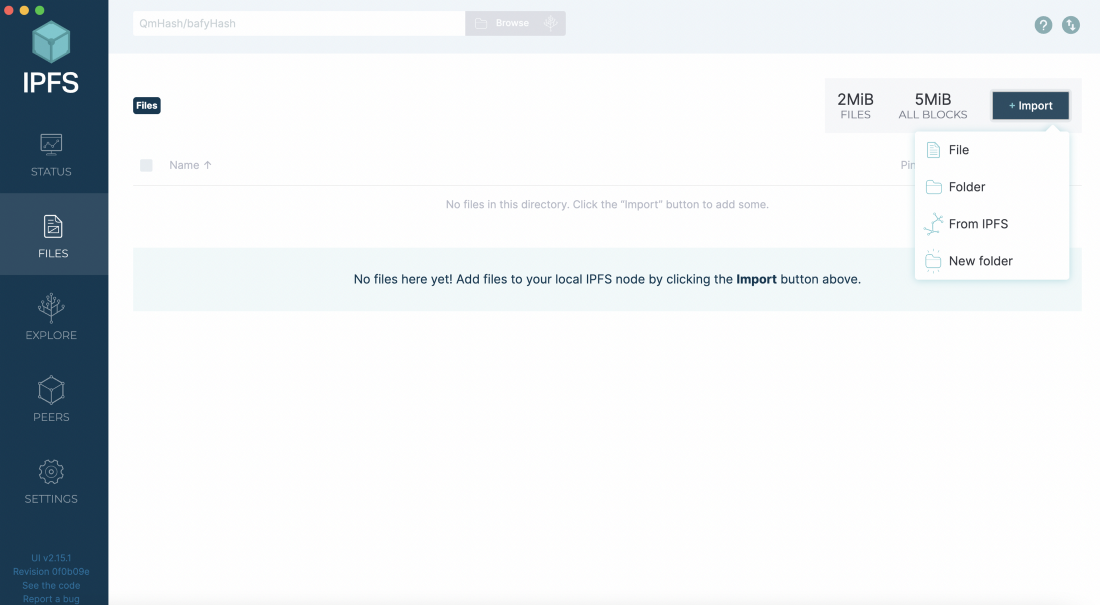 IPFS
STATUS
FILES
EXPLORE
PEERS
SETTINGS
UI v2.15.1
Revision 0f0b09e
See the code
Report a bug
QmHash/bafyHash
Browse
?
Files
2MiB
FILES
5MiB
ALL BLOCKS
+ Import
File
Folder
From IPFS
New folder
Name ↑
No files in this directory. Click the “Import” button to add some.
No files here yet! Add files to your local IPFS node by clicking the Import button above.